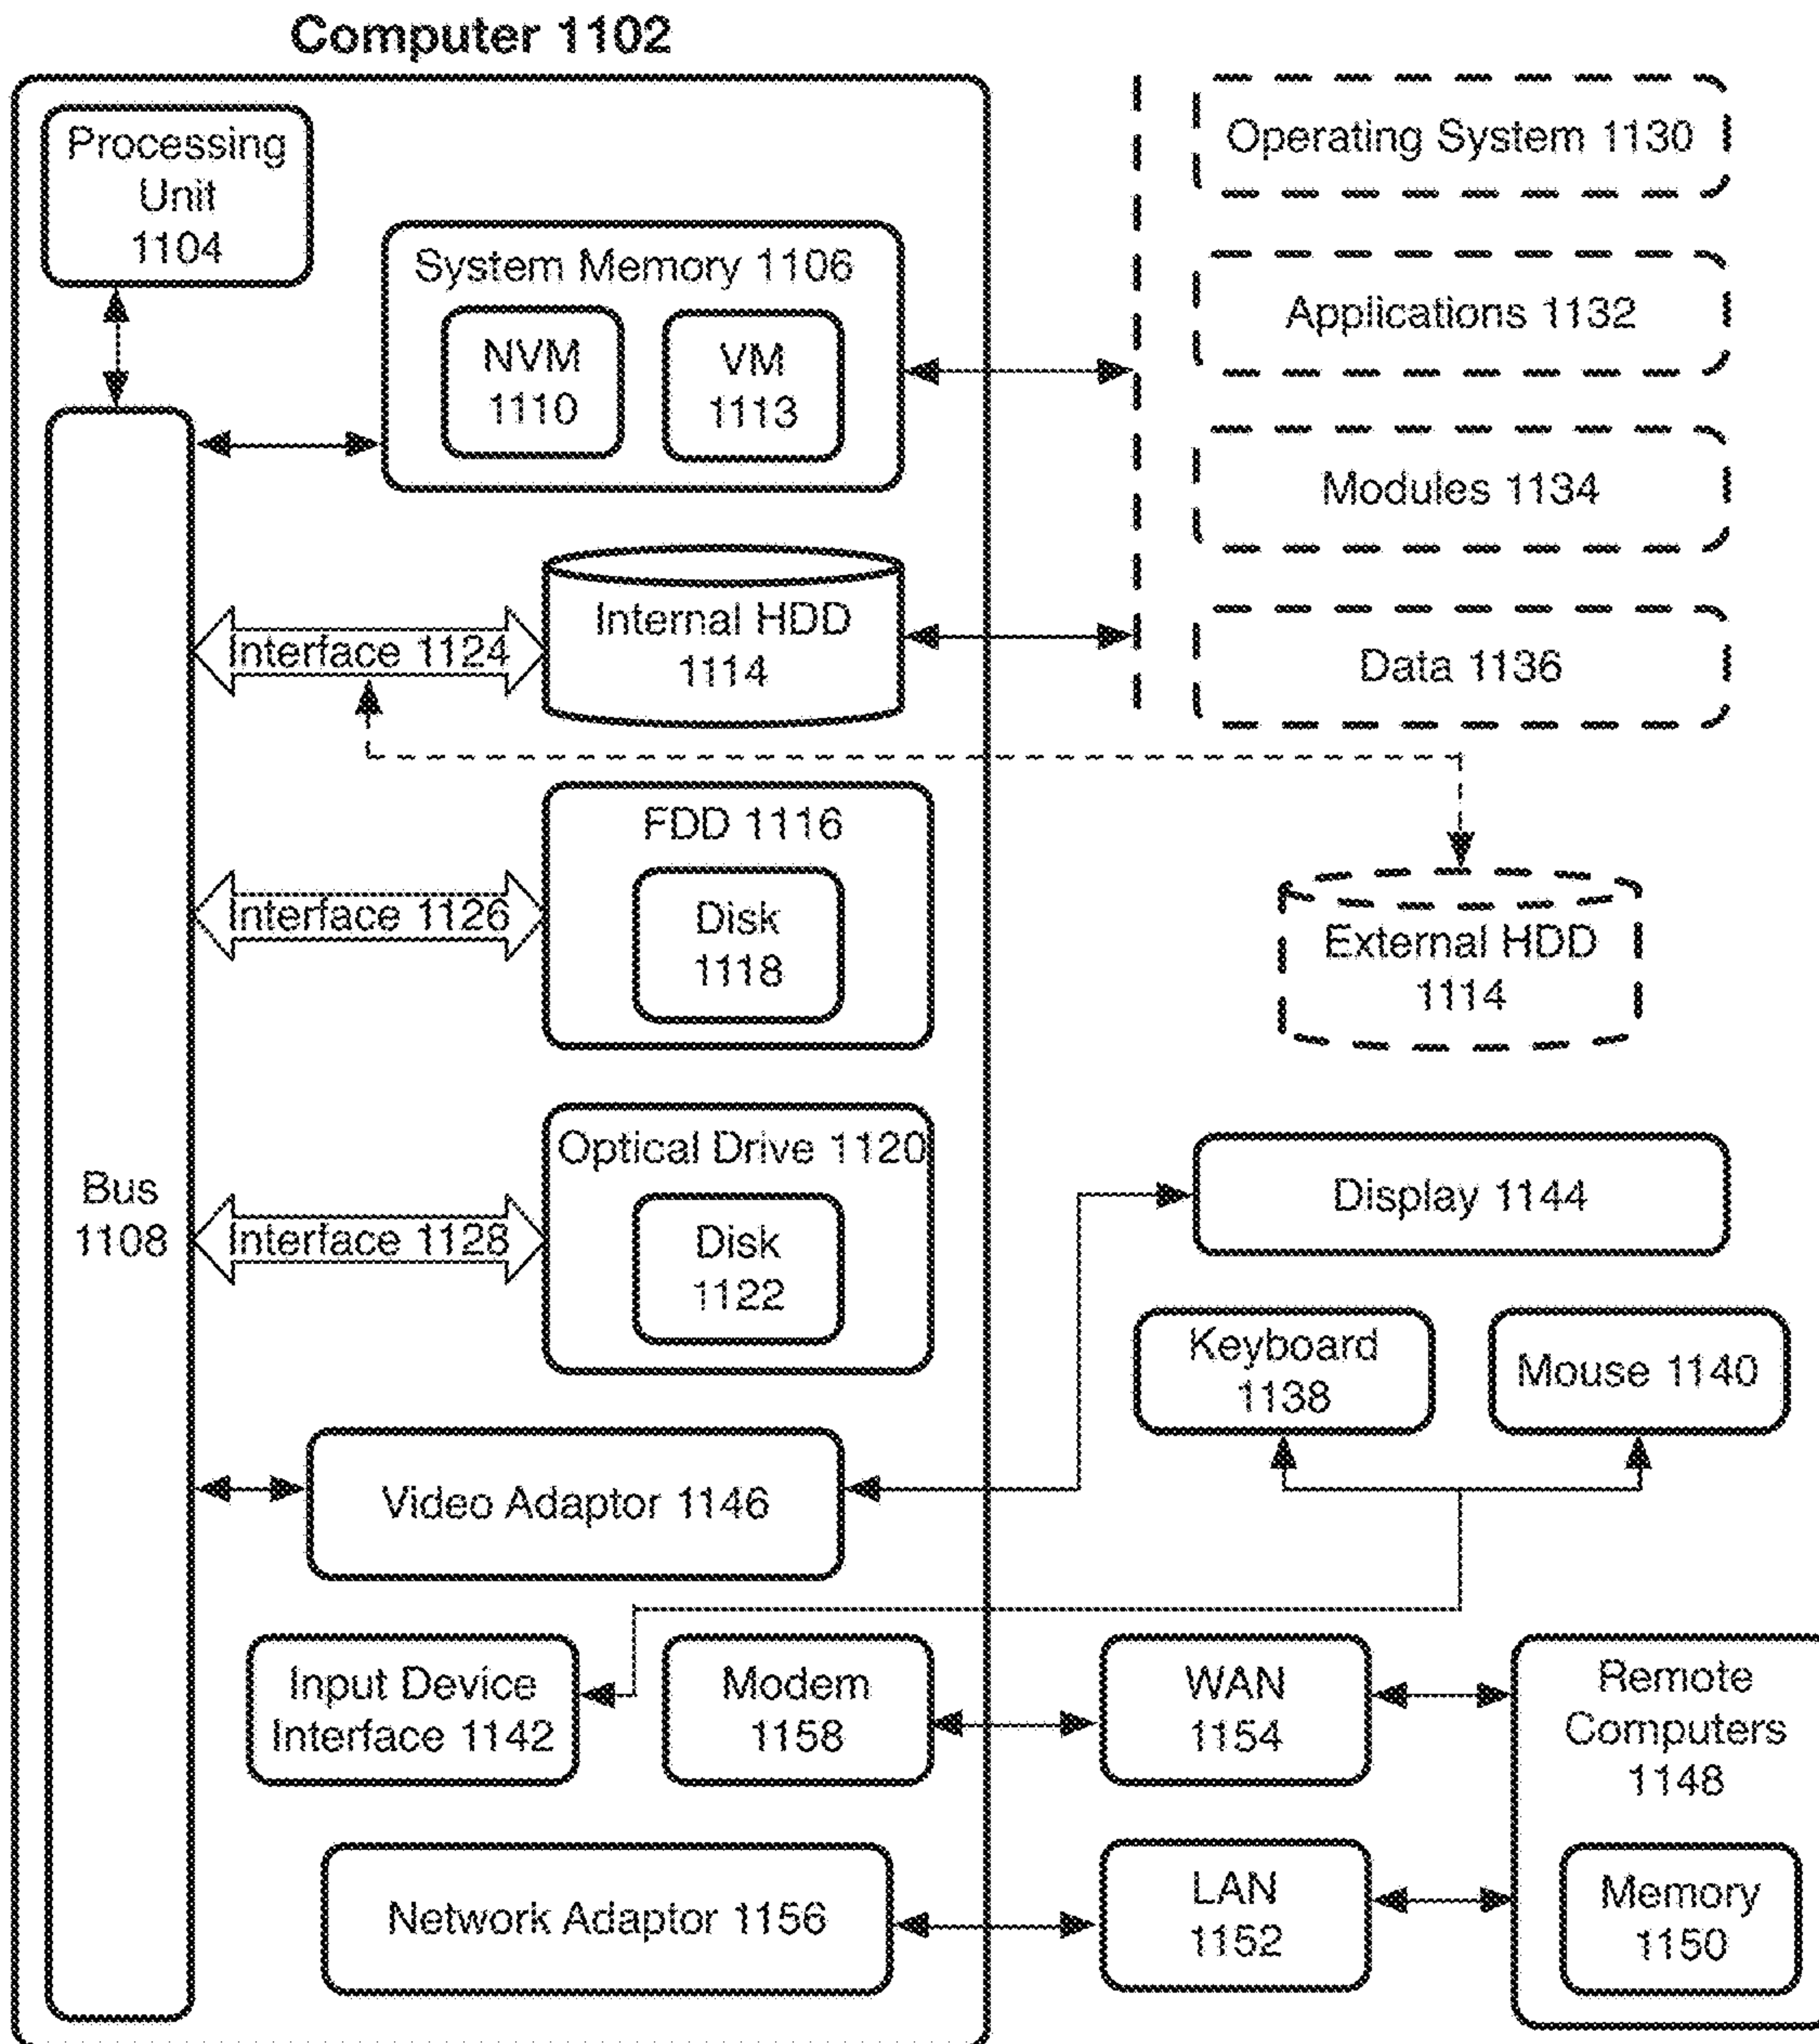 Computer 1102
Processing
Unit
1104
System Memory 1106
NVM
1110
VM
1113
Operating System 1130
Applications 1132
Modules 1134
Data 1136
Interface 1124
Internal HDD
1114
FDD 1116
Interface 1126
Disk
1118
External HDD
1114
Bus
1108
Optical Drive 1120
Interface 1128
Disk
1122
Display 1144
Keyboard
1138
Mouse 1140
Video Adaptor 1146
Input Device
Interface 1142
Modem
1158
WAN
1154
Remote
Computers
1148
Network Adaptor 1156
LAN
1152
Memory
1150